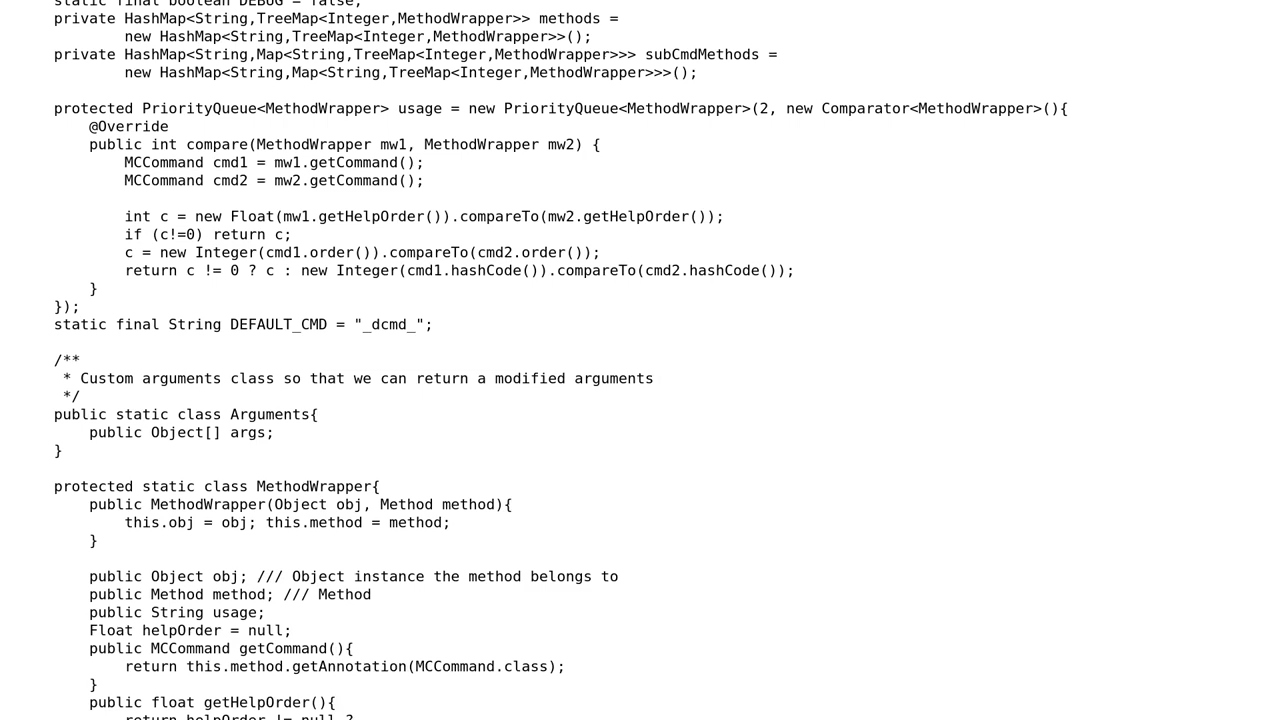 static final boolean DEBUG = false;
private HashMap<String,TreeMap<Integer,MethodWrapper>> methods =
        new HashMap<String,TreeMap<Integer,MethodWrapper>>();
private HashMap<String,Map<String,TreeMap<Integer,MethodWrapper>>> subCmdMethods =
        new HashMap<String,Map<String,TreeMap<Integer,MethodWrapper>>>();

protected PriorityQueue<MethodWrapper> usage = new PriorityQueue<MethodWrapper>(2, new Comparator<MethodWrapper>(){
    @Override
    public int compare(MethodWrapper mw1, MethodWrapper mw2) {
        MCCommand cmd1 = mw1.getCommand();
        MCCommand cmd2 = mw2.getCommand();

        int c = new Float(mw1.getHelpOrder()).compareTo(mw2.getHelpOrder());
        if (c!=0) return c;
        c = new Integer(cmd1.order()).compareTo(cmd2.order());
        return c != 0 ? c : new Integer(cmd1.hashCode()).compareTo(cmd2.hashCode());
    }
});
static final String DEFAULT_CMD = "_dcmd_";

/**
 * Custom arguments class so that we can return a modified arguments
 */
public static class Arguments{
    public Object[] args;
}

protected static class MethodWrapper{
    public MethodWrapper(Object obj, Method method){
        this.obj = obj; this.method = method;
    }

    public Object obj; /// Object instance the method belongs to
    public Method method; /// Method
    public String usage;
    Float helpOrder = null;
    public MCCommand getCommand(){
        return this.method.getAnnotation(MCCommand.class);
    }
    public float getHelpOrder(){
        return helpOrder != null ?